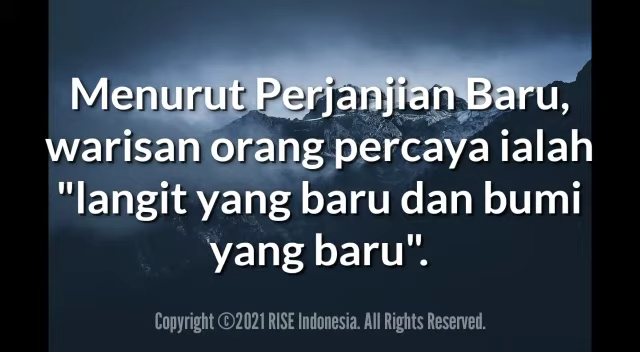 Menurut Perjanjian Baru,
warisan orang percaya ialah
"langit yang baru dan bumi
yang baru".
Copyright ©2021 RISE Indonesia. All Rights Reserved.